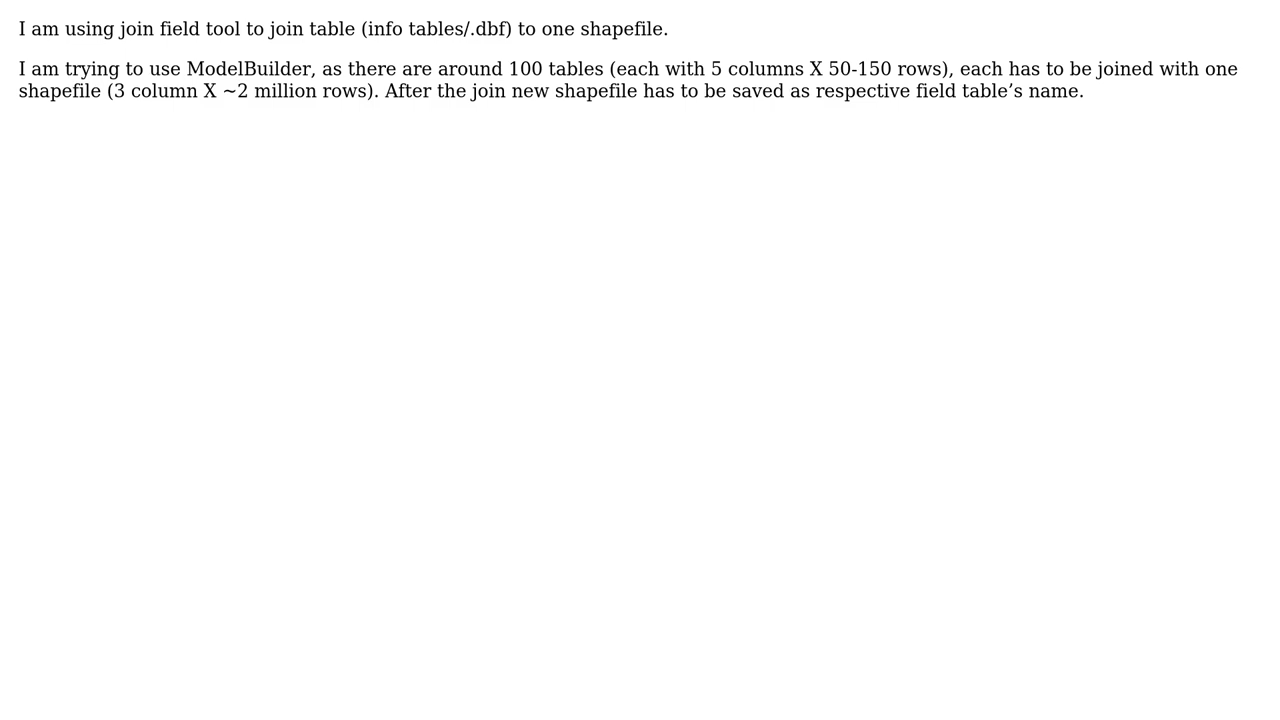 I am using join field tool to join table (info tables/.dbf) to one shapefile.
I am trying to use ModelBuilder, as there are around 100 tables (each with 5 columns X 50-150 rows), each has to be joined with one
shapefile (3 column X ~2 million rows). After the join new shapefile has to be saved as respective field table’s name.